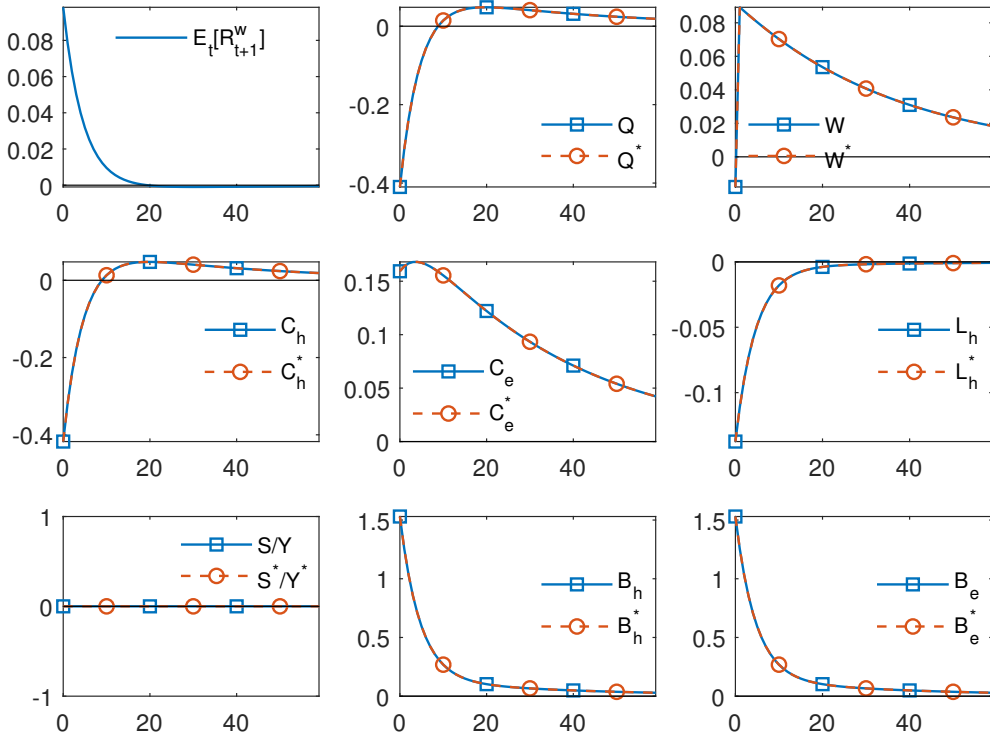 0.08
0.06
0.04
0.02
0
0 20 40
E_t[R^w_{t+1}]
0
-0.2
-0.4
0 20 40
Q
Q^*
0.08
0.06
0.04
0.02
0
0 20 40
W
W^*
0
-0.2
-0.4
0 20 40
C_h
C_h^*
0.15
0.1
0.05
0
0 20 40
C_e
C_e^*
0
-0.05
-0.1
0 20 40
L_h
L_h^*
1
0
-1
0 20 40
S/Y
S^*/Y^*
1.5
1
0.5
0
0 20 40
B_h
B_h^*
1.5
1
0.5
0
0 20 40
B_e
B_e^*